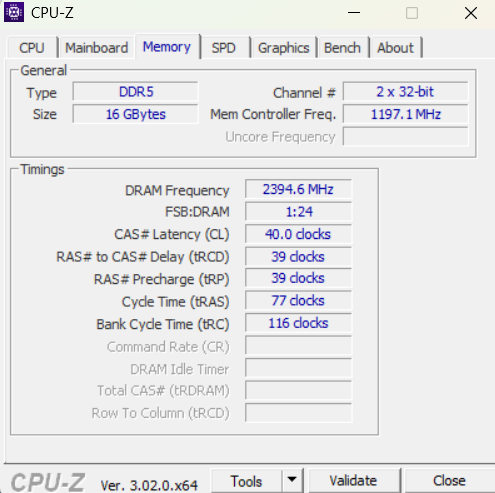 CPU-Z
CPU Mainboard Memory SPD Graphics Bench About
General
Type DDR5 Channel # 2 x 32-bit
Size 16 GBytes Mem Controller Freq. 1197.1 MHz
Uncore Frequency
Timings
DRAM Frequency 2394.6 MHz
FSB:DRAM 1:24
CAS# Latency (CL) 40.0 clocks
RAS# to CAS# Delay (tRCD) 39 clocks
RAS# Precharge (tRP) 39 clocks
Cycle Time (tRAS) 77 clocks
Bank Cycle Time (tRC) 116 clocks
Command Rate (CR)
DRAM Idle Timer
Total CAS# (tRDRAM)
Row To Column (tRCD)
CPU-Z Ver. 3.02.0.x64 Tools Validate Close